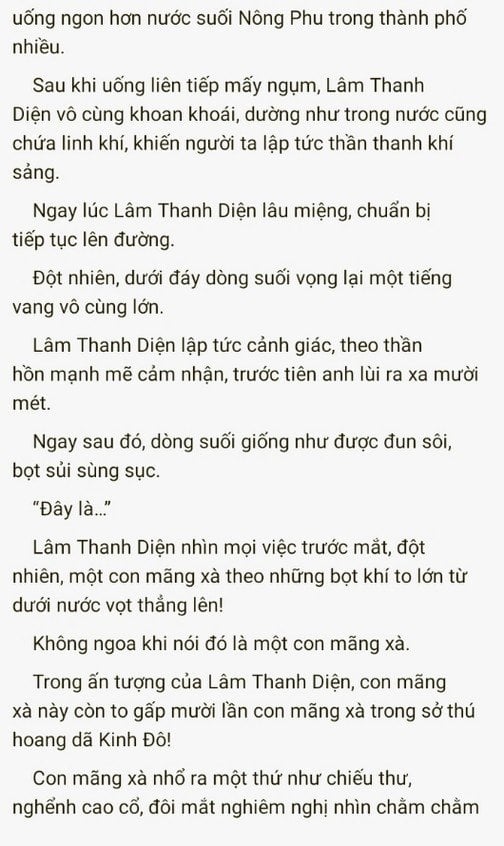 uống ngon hơn nước suối Nông Phu trong thành phố
nhiều.
Sau khi uống liên tiếp mấy ngụm, Lâm Thanh
Diện vô cùng khoan khoái, dường như trong nước cũng
chứa linh khí, khiến người ta lập tức thần thanh khí
sảng.
Ngay lúc Lâm Thanh Diện lâu miệng, chuẩn bị
tiếp tục lên đường.
Đột nhiên, dưới đáy dòng suối vọng lại một tiếng
vang vô cùng lớn.
Lâm Thanh Diện lập tức cảnh giác, theo thần
hồn mạnh mẽ cảm nhận, trước tiên anh lùi ra xa mười
mét.
Ngay sau đó, dòng suối giống như được đun sôi,
bọt sủi sùng sục.
“Đây là…”
Lâm Thanh Diện nhìn mọi việc trước mắt, đột
nhiên, một con mãng xà theo những bọt khí to lớn từ
dưới nước vọt thẳng lên!
Không ngoa khi nói đó là một con mãng xà.
Trong ấn tượng của Lâm Thanh Diện, con mãng
xà này còn to gấp mười lần con mãng xà trong sở thú
hoang dã Kinh Đô!
Con mãng xà nhổ ra một thứ như chiếu thư,
nghểnh cao cổ, đôi mắt nghiêm nghị nhìn chằm chằm